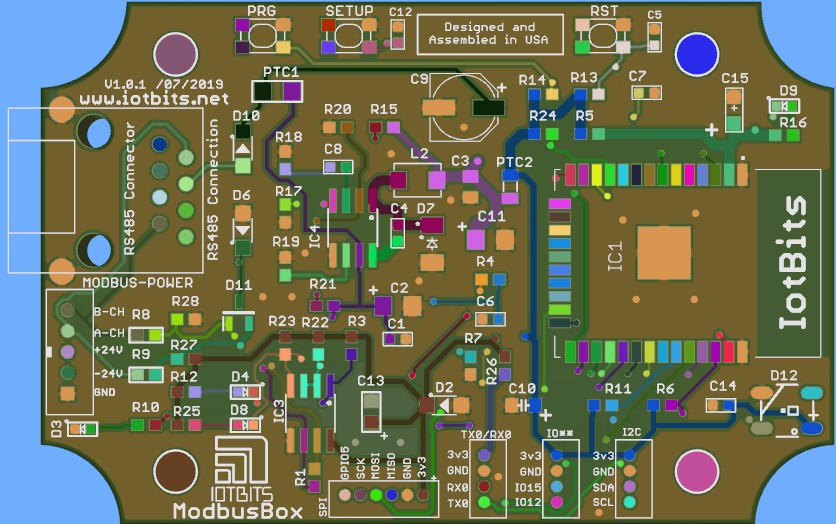 PRG
SETUP
C12
Designed and
Assembled in USA
RST
C5
V1.0.1 /07/2019
www.iotbits.net
PTC1
C9
R14
R13
C7
C15
D9
R16
D10
R20
R15
R24
R5
RS485 Connector
RS485 Connection
R18
C8
L2
C3
PTC2
D6
R17
IC4
C4
D7
C11
R19
IC1
IotBits
MODBUS-POWER
D11
R4
B-CH
A-CH
+24V
-24V
GND
R8
R28
R21
C2
C6
R23
R22
R3
C1
R27
R9
R7
R26
R12
D4
C13
D2
C10
R11
R6
C14
D12
D3
R10
R25
D8
IC3
TX0/RX0
IO**
I2C
3v3
GND
RX0
TX0
3v3
GND
IO15
IO12
3v3
GND
SDA
SCL
R1
SPI
GPIO5
SCK
MOSI
MISO
GND
3v3
IOTBITS
ModbusBox